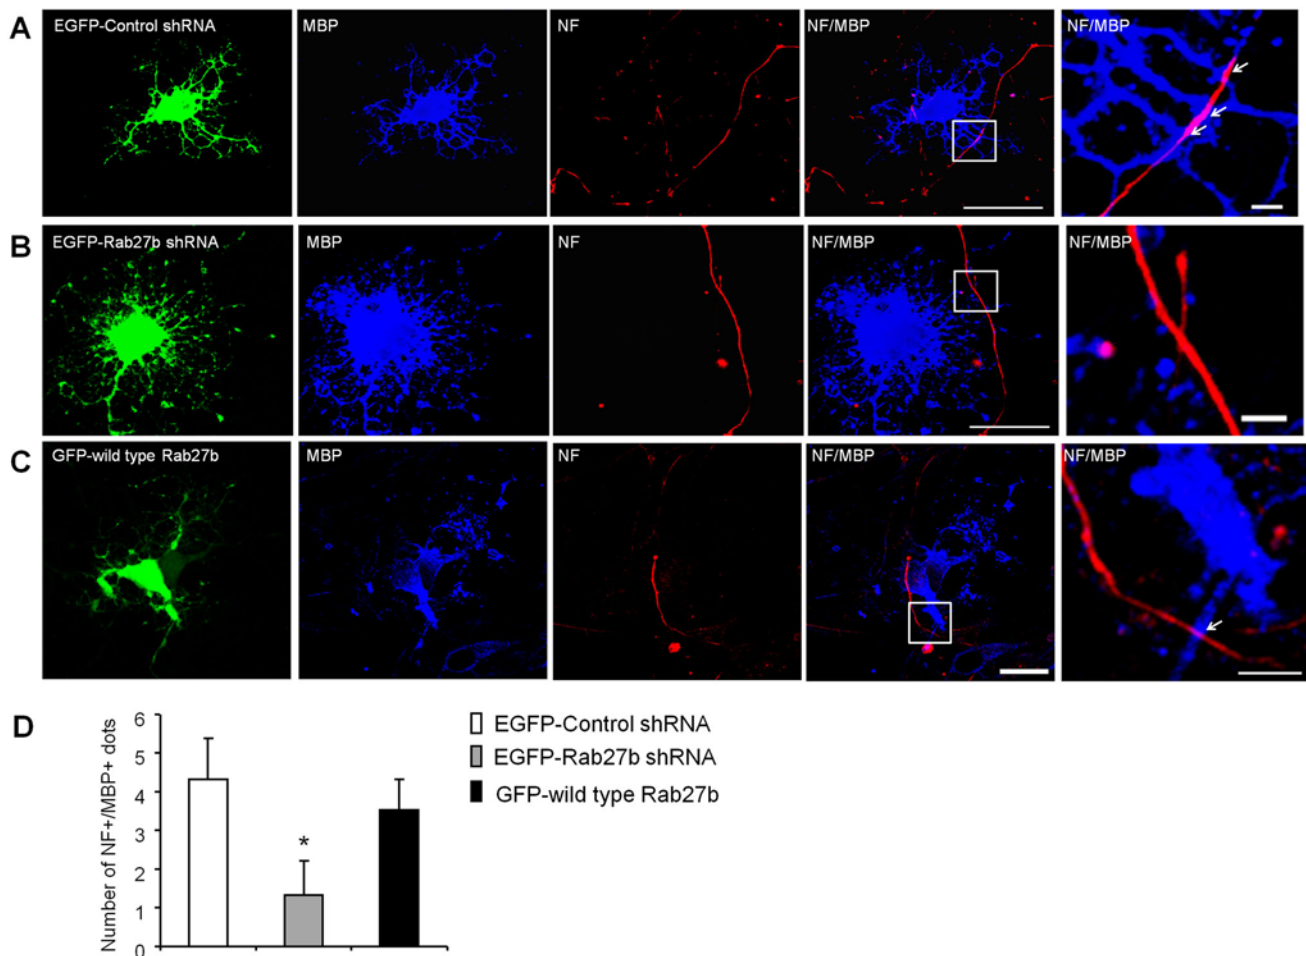 A EGFP-Control shRNA MBP NF NF/MBP NF/MBP
B EGFP-Rab27b shRNA MBP NF NF/MBP NF/MBP
C GFP-wild type Rab27b MBP NF NF/MBP NF/MBP
D
Number of NF+/MBP+ dots
6
5
4
3
2
1
0
*
EGFP-Control shRNA
EGFP-Rab27b shRNA
GFP-wild type Rab27b